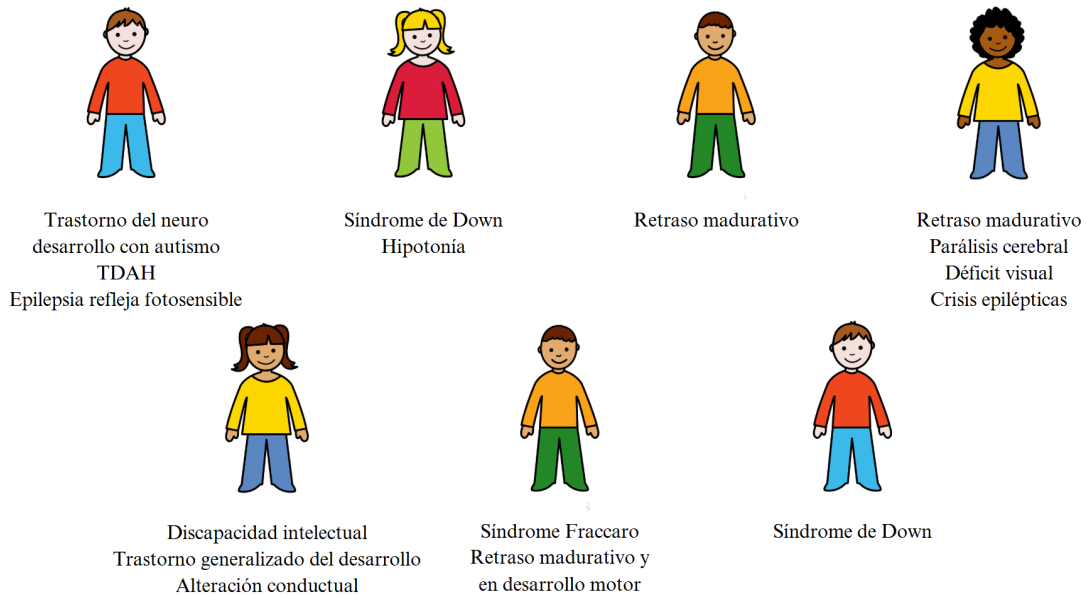 Trastorno del neuro
desarrollo con autismo
TDAH
Epilepsia refleja fotosensible
Síndrome de Down
Hipotonía
Retraso madurativo
Retraso madurativo
Parálisis cerebral
Déficit visual
Crisis epilépticas
Discapacidad intelectual
Trastorno generalizado del desarrollo
Alteración conductual
Síndrome Fraccaro
Retraso madurativo y
en desarrollo motor
Síndrome de Down